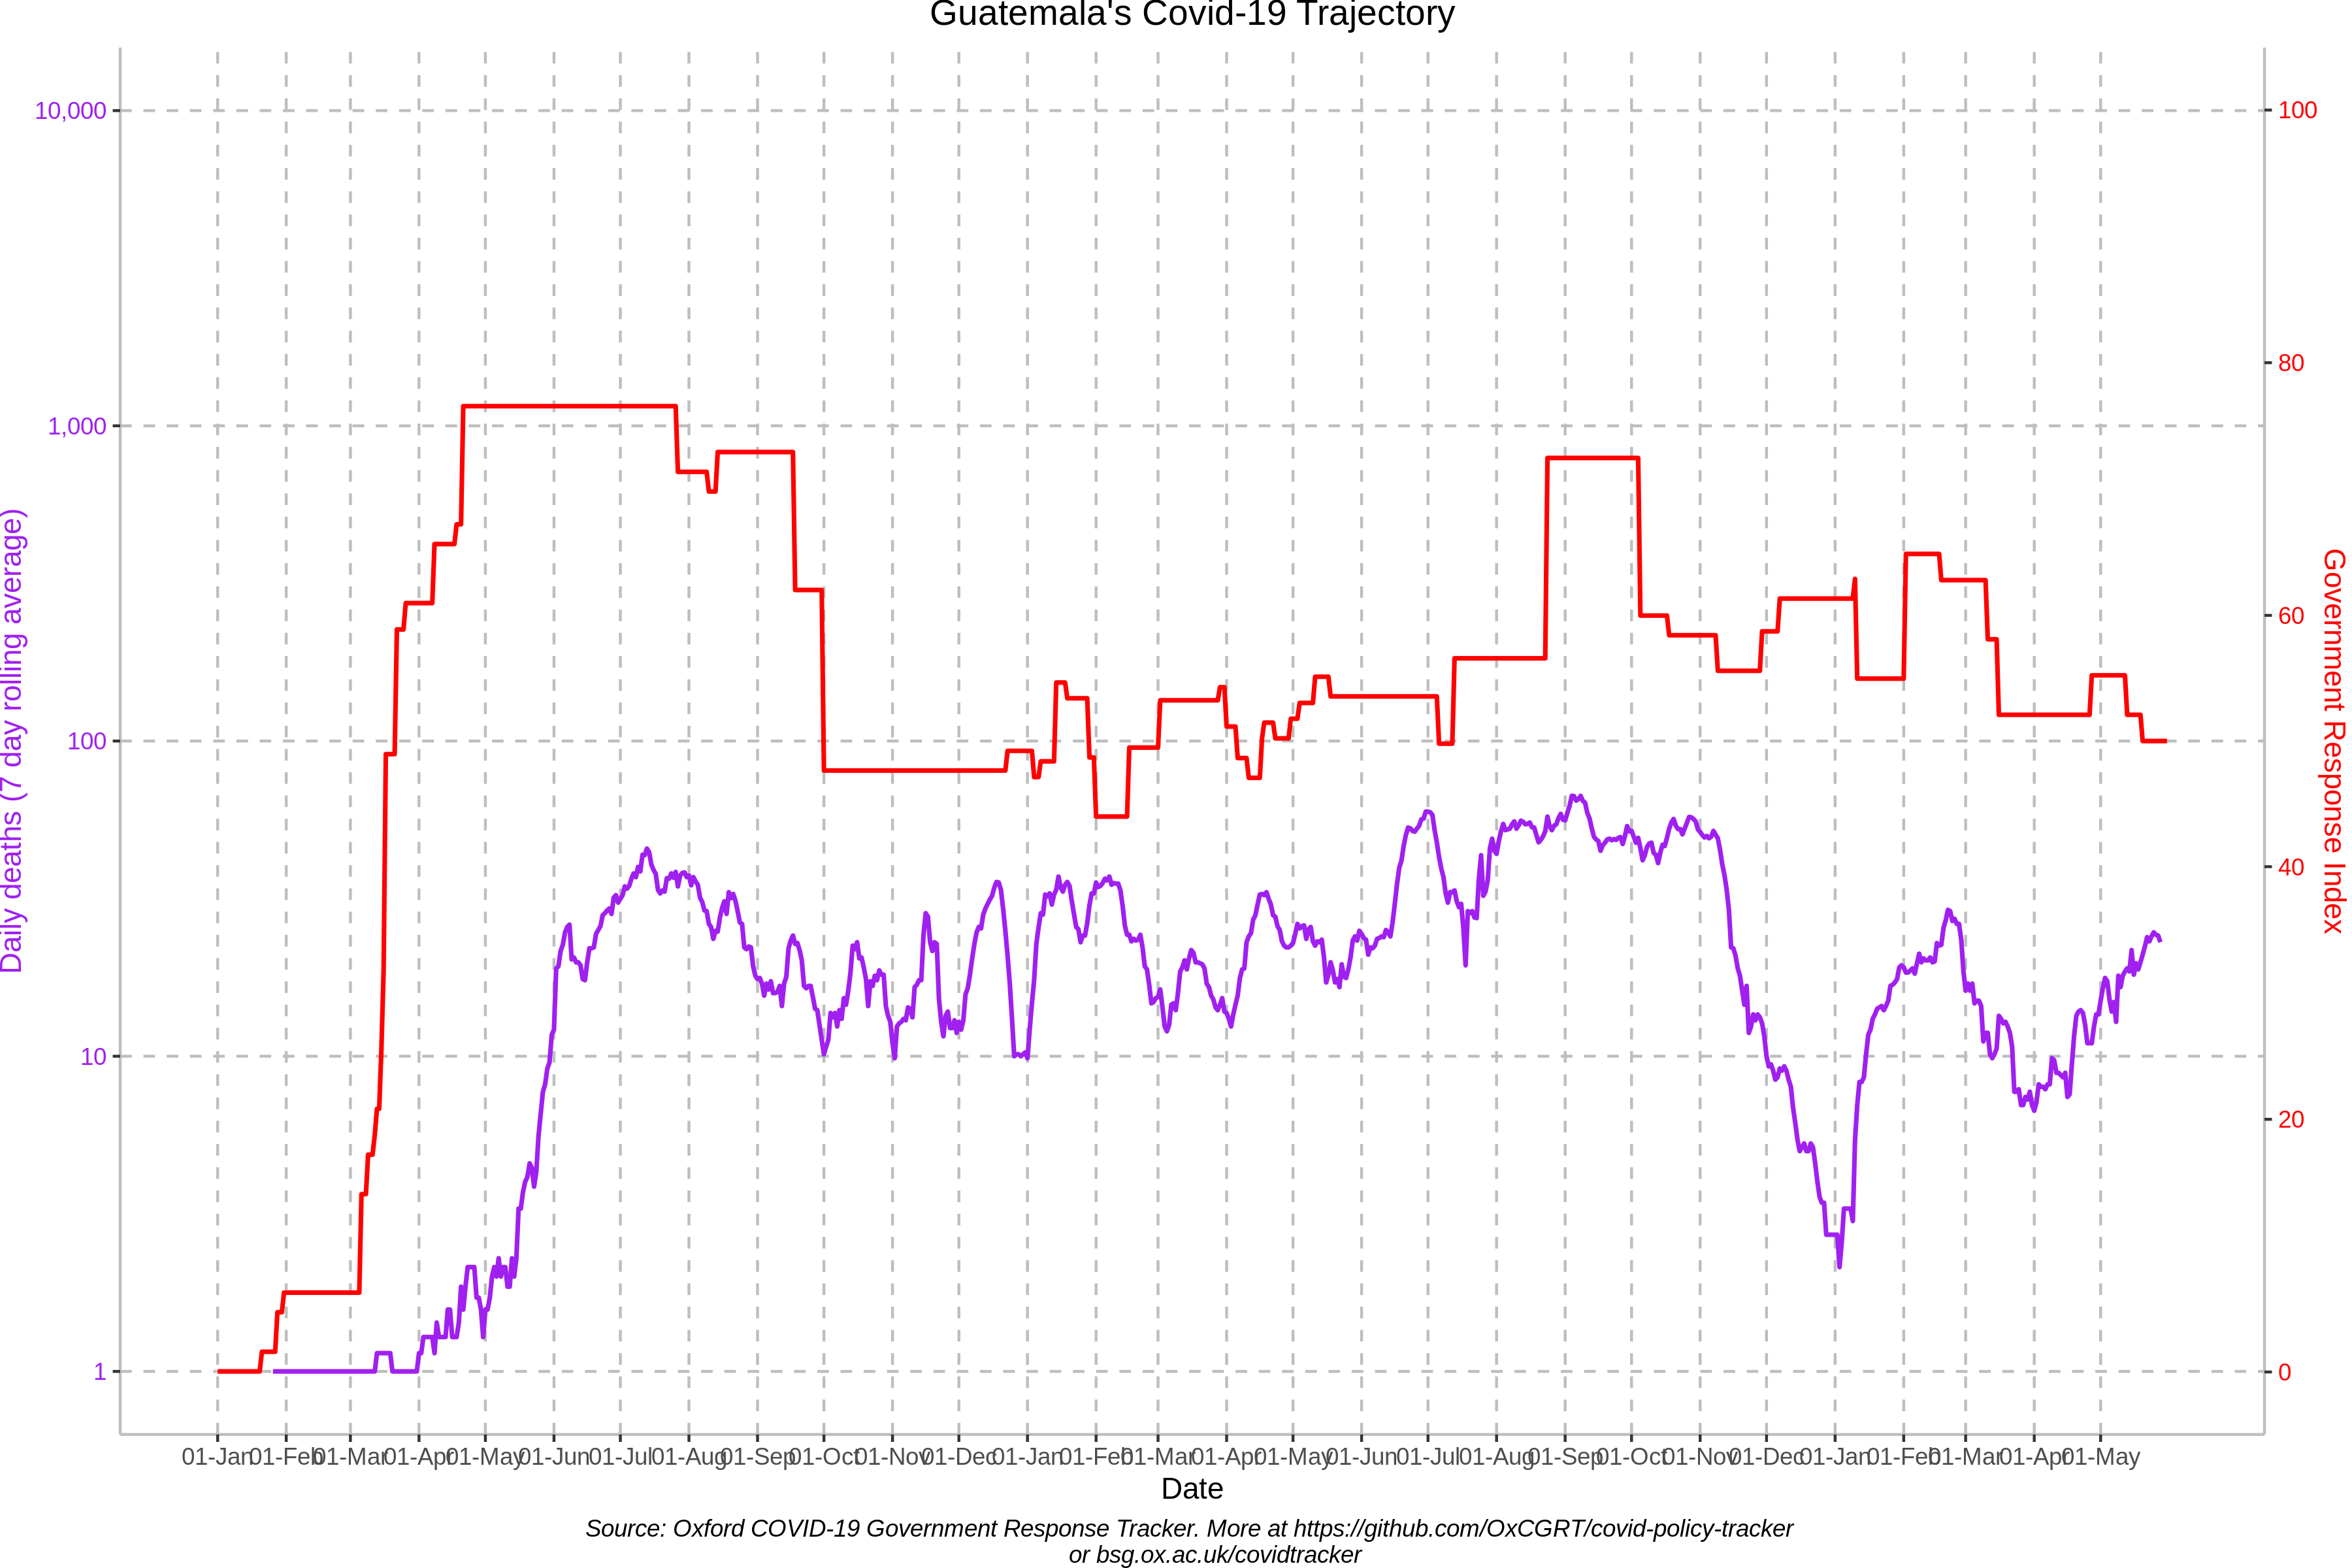 Guatemala's Covid-19 Trajectory
Daily deaths (7 day rolling average)
10,000
1,000
100
10
1
Government Response Index
100
80
60
40
20
0
01-Jan 01-Feb 01-Mar 01-Apr 01-May 01-Jun 01-Jul 01-Aug 01-Sep 01-Oct 01-Nov 01-Dec 01-Jan 01-Feb 01-Mar 01-Apr 01-May 01-Jun 01-Jul 01-Aug 01-Sep 01-Oct 01-Nov 01-Dec 01-Jan 01-Feb 01-Mar 01-Apr 01-May
Date
Source: Oxford COVID-19 Government Response Tracker. More at https://github.com/OxCGRT/covid-policy-tracker
or bsg.ox.ac.uk/covidtracker